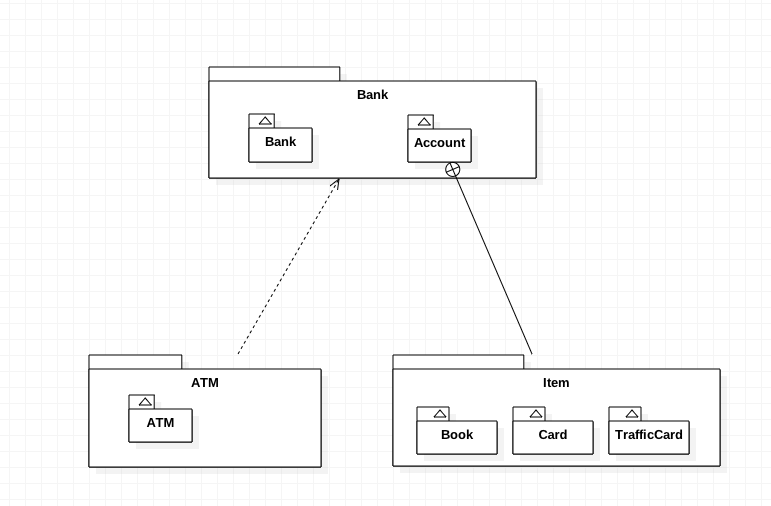 Bank
Bank
Account
ATM
ATM
Item
Book
Card
TrafficCard